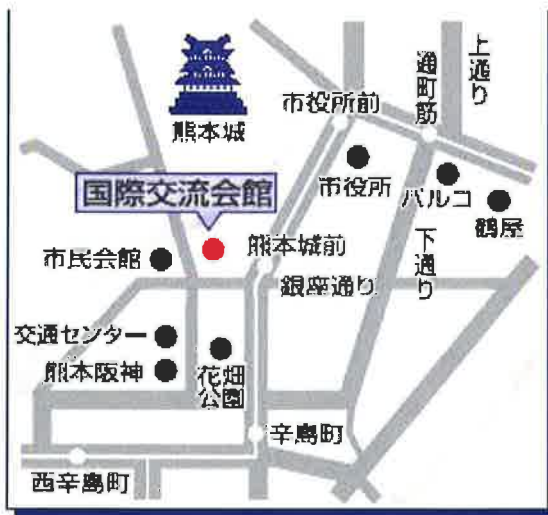 上通り
通町筋
市役所前
熊本城
市役所
パルコ
鶴屋
国際交流会館
下通り
熊本城前
市民会館
銀座通り
交通センター
熊本阪神
花畑
公園
辛島町
西辛島町